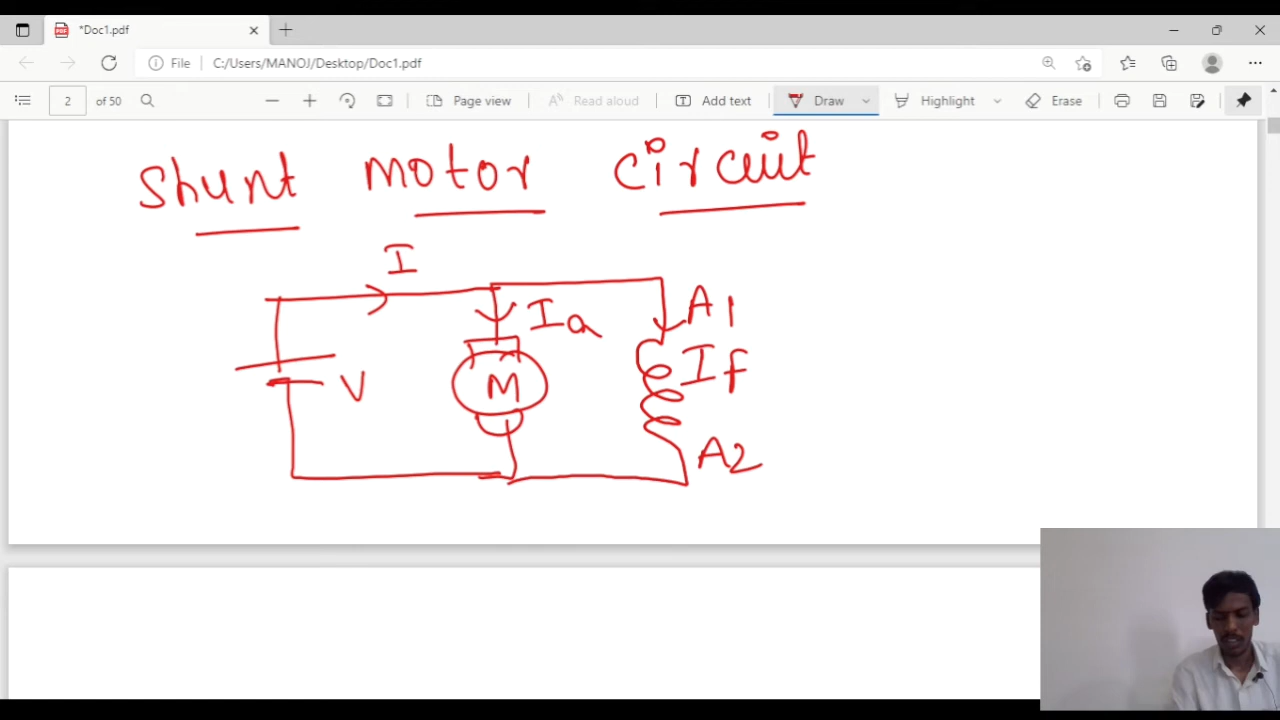 *Doc1.pdf
File C:/Users/MANOJ/Desktop/Doc1.pdf
2 of 50 Page view Read aloud Add text Draw Highlight Erase
Shunt motor circuit
I
A1
Ia
If
M
V
A2